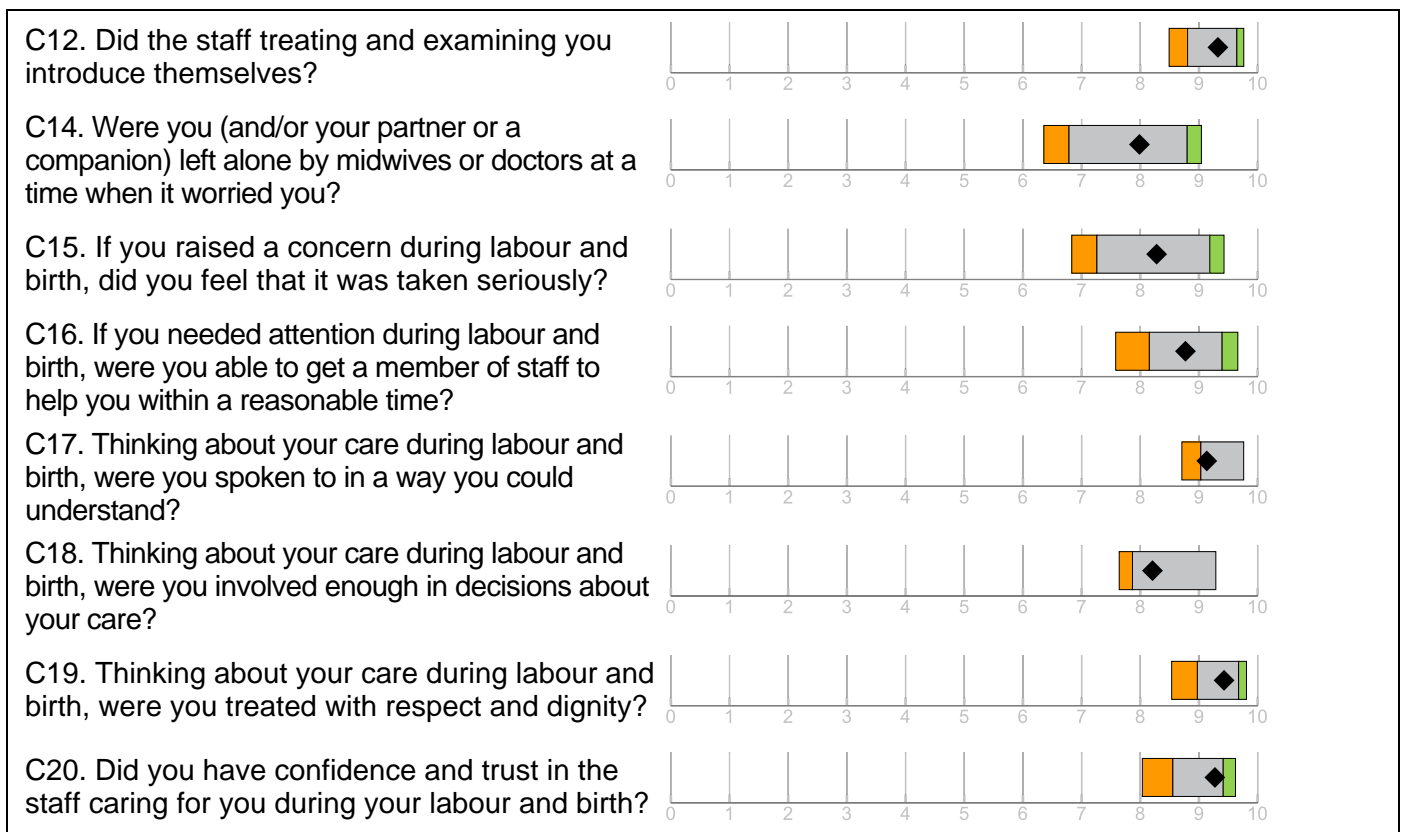 C12. Did the staff treating and examining you
introduce themselves?
0 1 2 3 4 5 6 7 8 9 10
C14. Were you (and/or your partner or a
companion) left alone by midwives or doctors at a
time when it worried you?
0 1 2 3 4 5 6 7 8 9 10
C15. If you raised a concern during labour and
birth, did you feel that it was taken seriously?
0 1 2 3 4 5 6 7 8 9 10
C16. If you needed attention during labour and
birth, were you able to get a member of staff to
help you within a reasonable time?
0 1 2 3 4 5 6 7 8 9 10
C17. Thinking about your care during labour and
birth, were you spoken to in a way you could
understand?
0 1 2 3 4 5 6 7 8 9 10
C18. Thinking about your care during labour and
birth, were you involved enough in decisions about
your care?
0 1 2 3 4 5 6 7 8 9 10
C19. Thinking about your care during labour and
birth, were you treated with respect and dignity?
0 1 2 3 4 5 6 7 8 9 10
C20. Did you have confidence and trust in the
staff caring for you during your labour and birth?
0 1 2 3 4 5 6 7 8 9 10